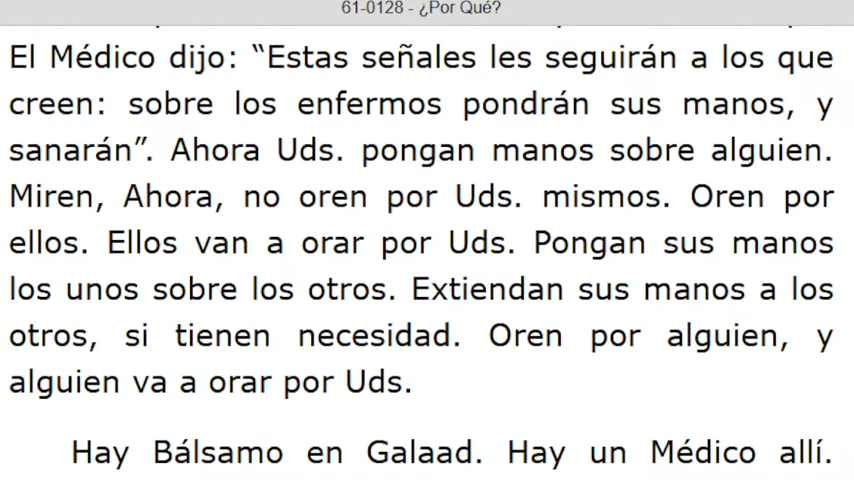 61-0128 - ¿Por Qué?
El Médico dijo: “Estas señales les seguirán a los que
creen: sobre los enfermos pondrán sus manos, y
sanarán”. Ahora Uds. pongan manos sobre alguien.
Miren, Ahora, no oren por Uds. mismos. Oren por
ellos. Ellos van a orar por Uds. Pongan sus manos
los unos sobre los otros. Extiendan sus manos a los
otros, si tienen necesidad. Oren por alguien, y
alguien va a orar por Uds.
Hay Bálsamo en Galaad. Hay un Médico allí.